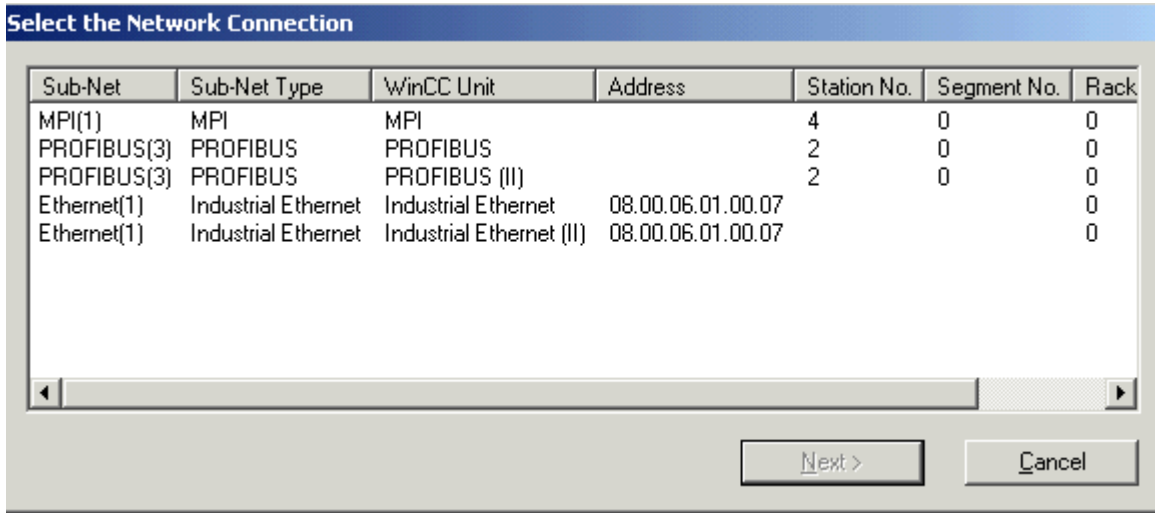 Select the Network Connection
Sub-Net Sub-Net Type WinCC Unit Address Station No. Segment No. Rack
MPI(1) MPI MPI 4 0 0
PROFIBUS(3) PROFIBUS PROFIBUS 2 0 0
PROFIBUS(3) PROFIBUS PROFIBUS (II) 2 0 0
Ethernet(1) Industrial Ethernet Industrial Ethernet 08.00.06.01.00.07 0
Ethernet(1) Industrial Ethernet Industrial Ethernet (II) 08.00.06.01.00.07 0
Next > Cancel